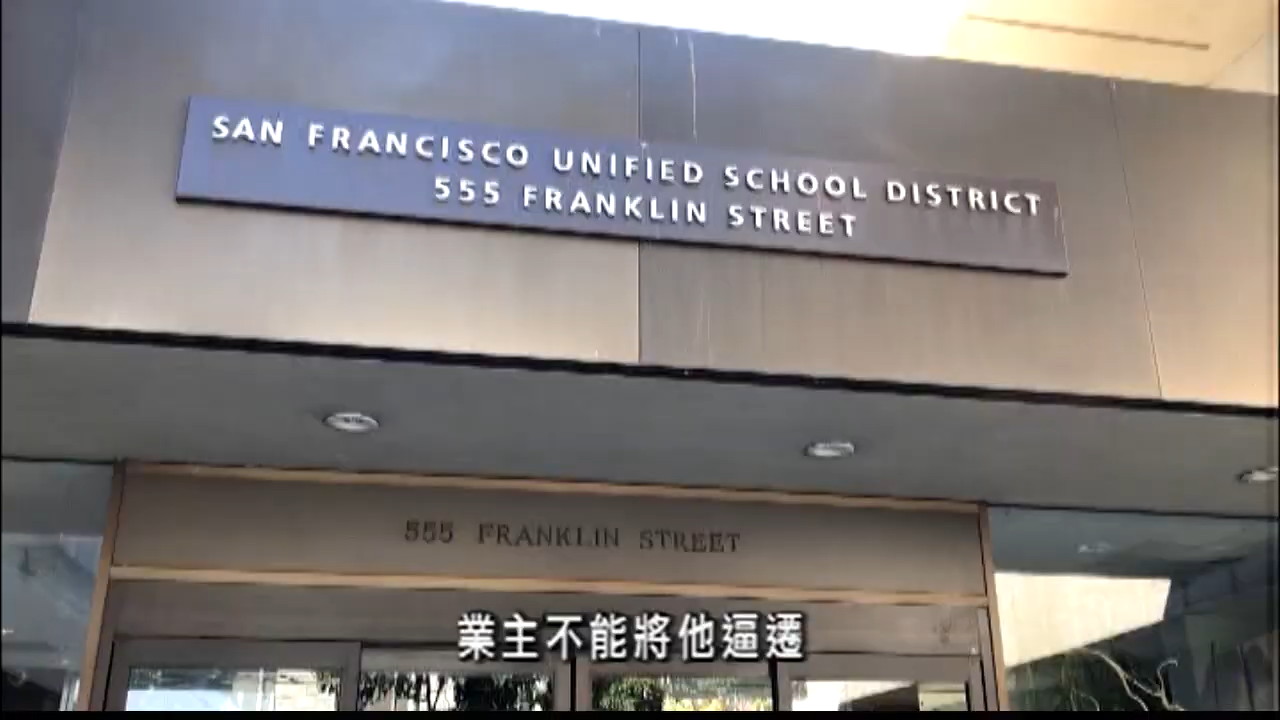 SAN FRANCISCO UNIFIED SCHOOL DISTRICT
555 FRANKLIN STREET
555 FRANKLIN STREET
業主不能將他逼遷